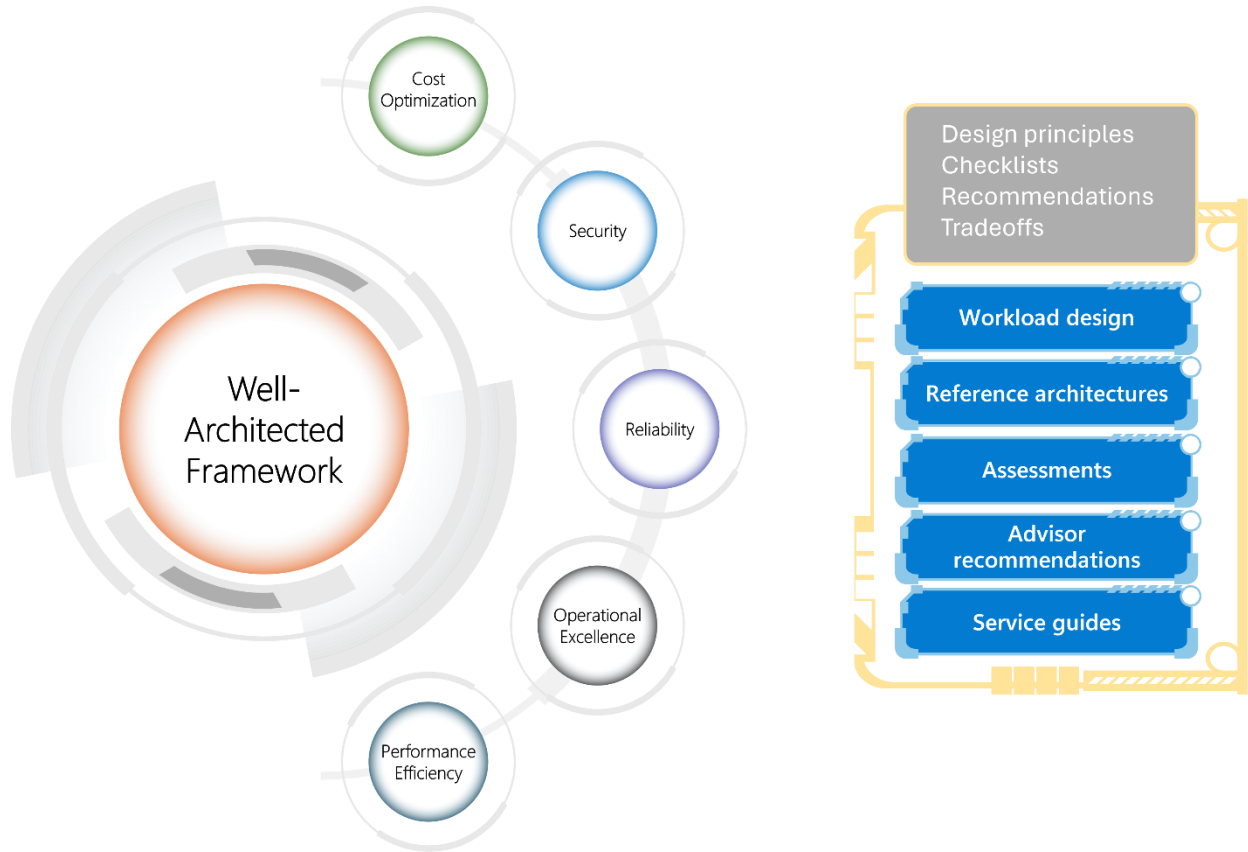 Well-
Architected
Framework
Cost
Optimization
Security
Reliability
Operational
Excellence
Performance
Efficiency
Design principles
Checklists
Recommendations
Tradeoffs
Workload design
Reference architectures
Assessments
Advisor
recommendations
Service guides